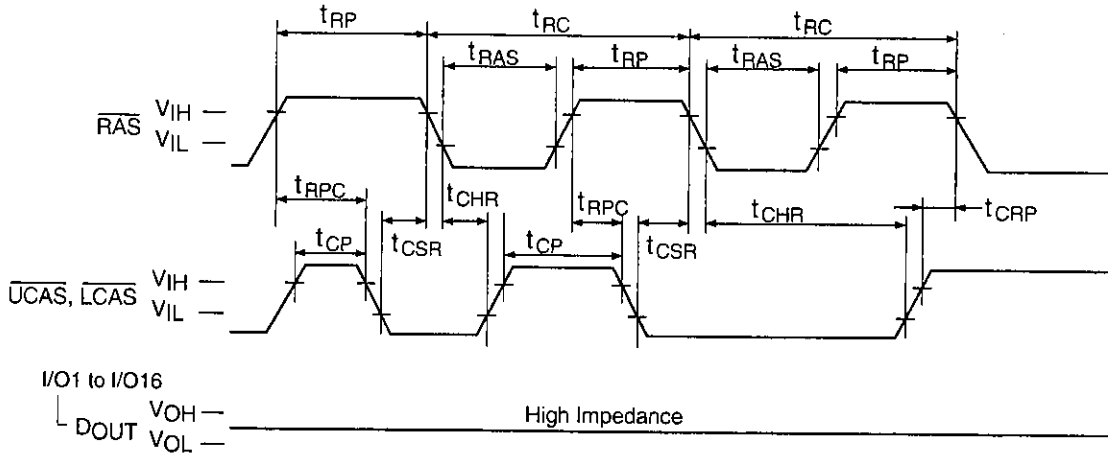 tRP tRC tRC
tRAS tRP tRAS tRP
RAS VIH
VIL
tRPC tCHR tRPC tCHR tCRP
tCP tCSR tCP tCSR
UCAS, LCAS VIH
VIL
I/O1 to I/O16
DOUT VOH
VOL
High Impedance